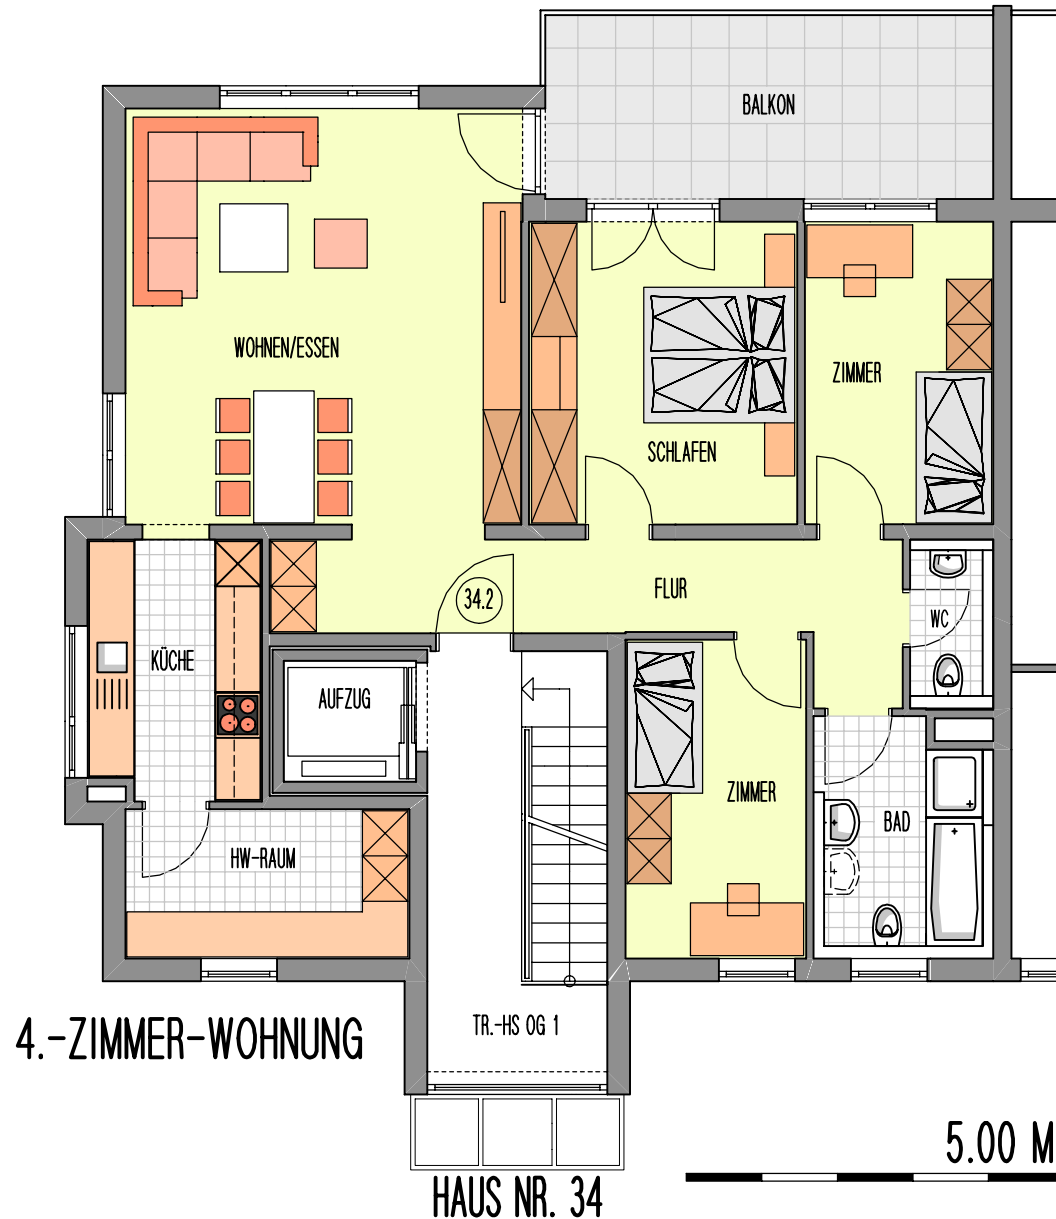 BALKON
WOHNEN/ESSEN
ZIMMER
SCHLAFEN
34.2
FLUR
WC
KÜCHE
AUFZUG
ZIMMER
BAD
HW-RAUM
TR.-HS OG 1
4.-ZIMMER-WOHNUNG
5.00 M
HAUS NR. 34